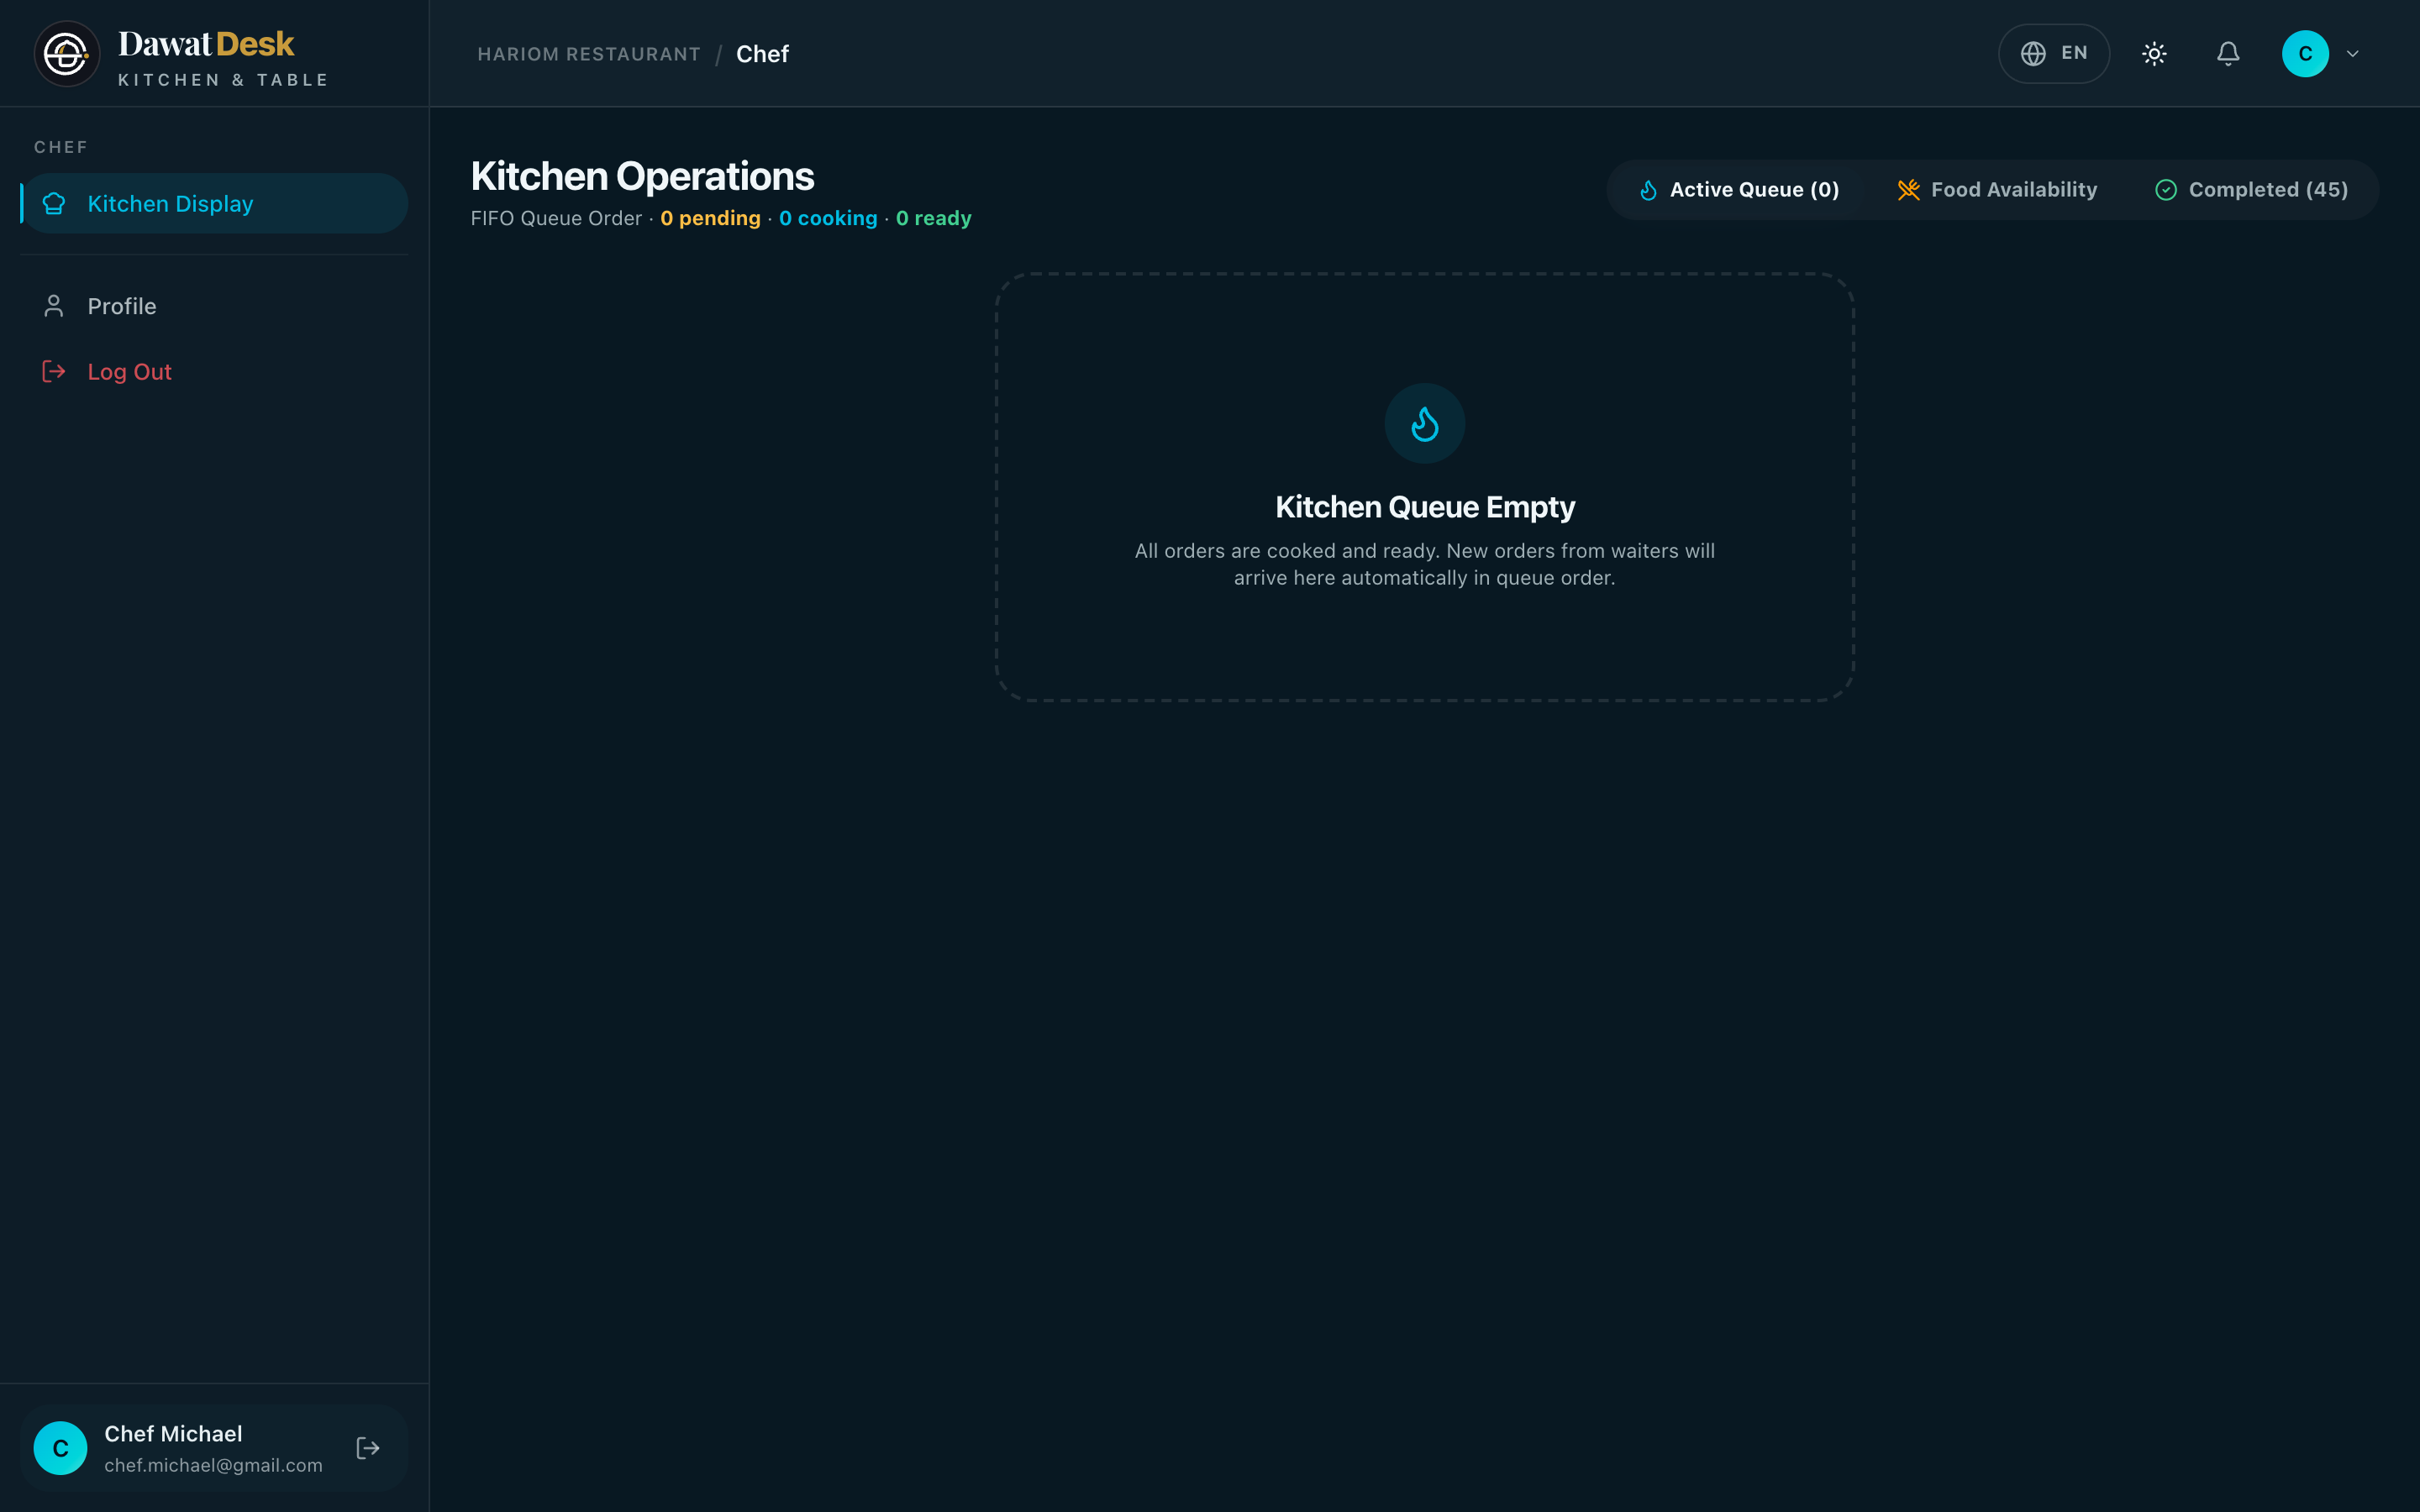 DawatDesk
KITCHEN & TABLE
HARIOM RESTAURANT / Chef
EN
C
CHEF
Kitchen Display
Profile
Log Out
Kitchen Operations
FIFO Queue Order · 0 pending · 0 cooking · 0 ready
Active Queue (0)
Food Availability
Completed (45)
Kitchen Queue Empty
All orders are cooked and ready. New orders from waiters will
arrive here automatically in queue order.
C
Chef Michael
chef.michael@gmail.com